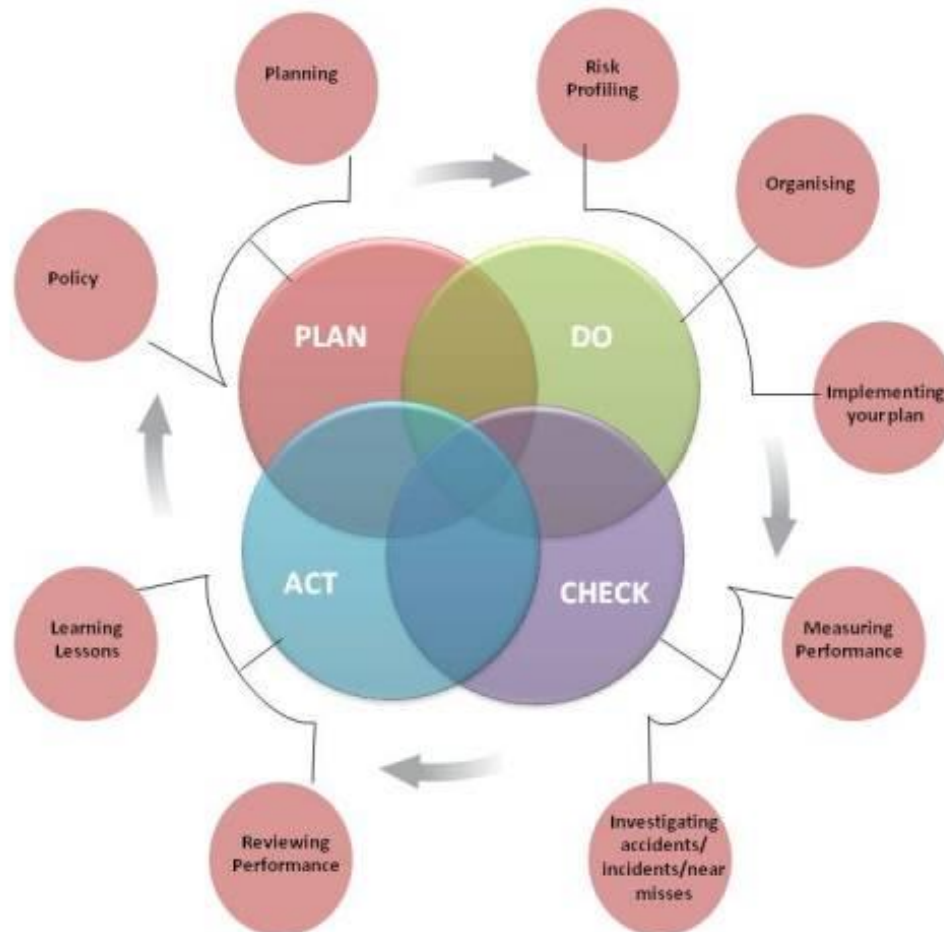 Planning
Risk
Profiling
Organising
Policy
PLAN
DO
Implementing
your plan
ACT
CHECK
Learning
Lessons
Measuring
Performance
Reviewing
Performance
Investigating
accidents/
incidents/near
misses